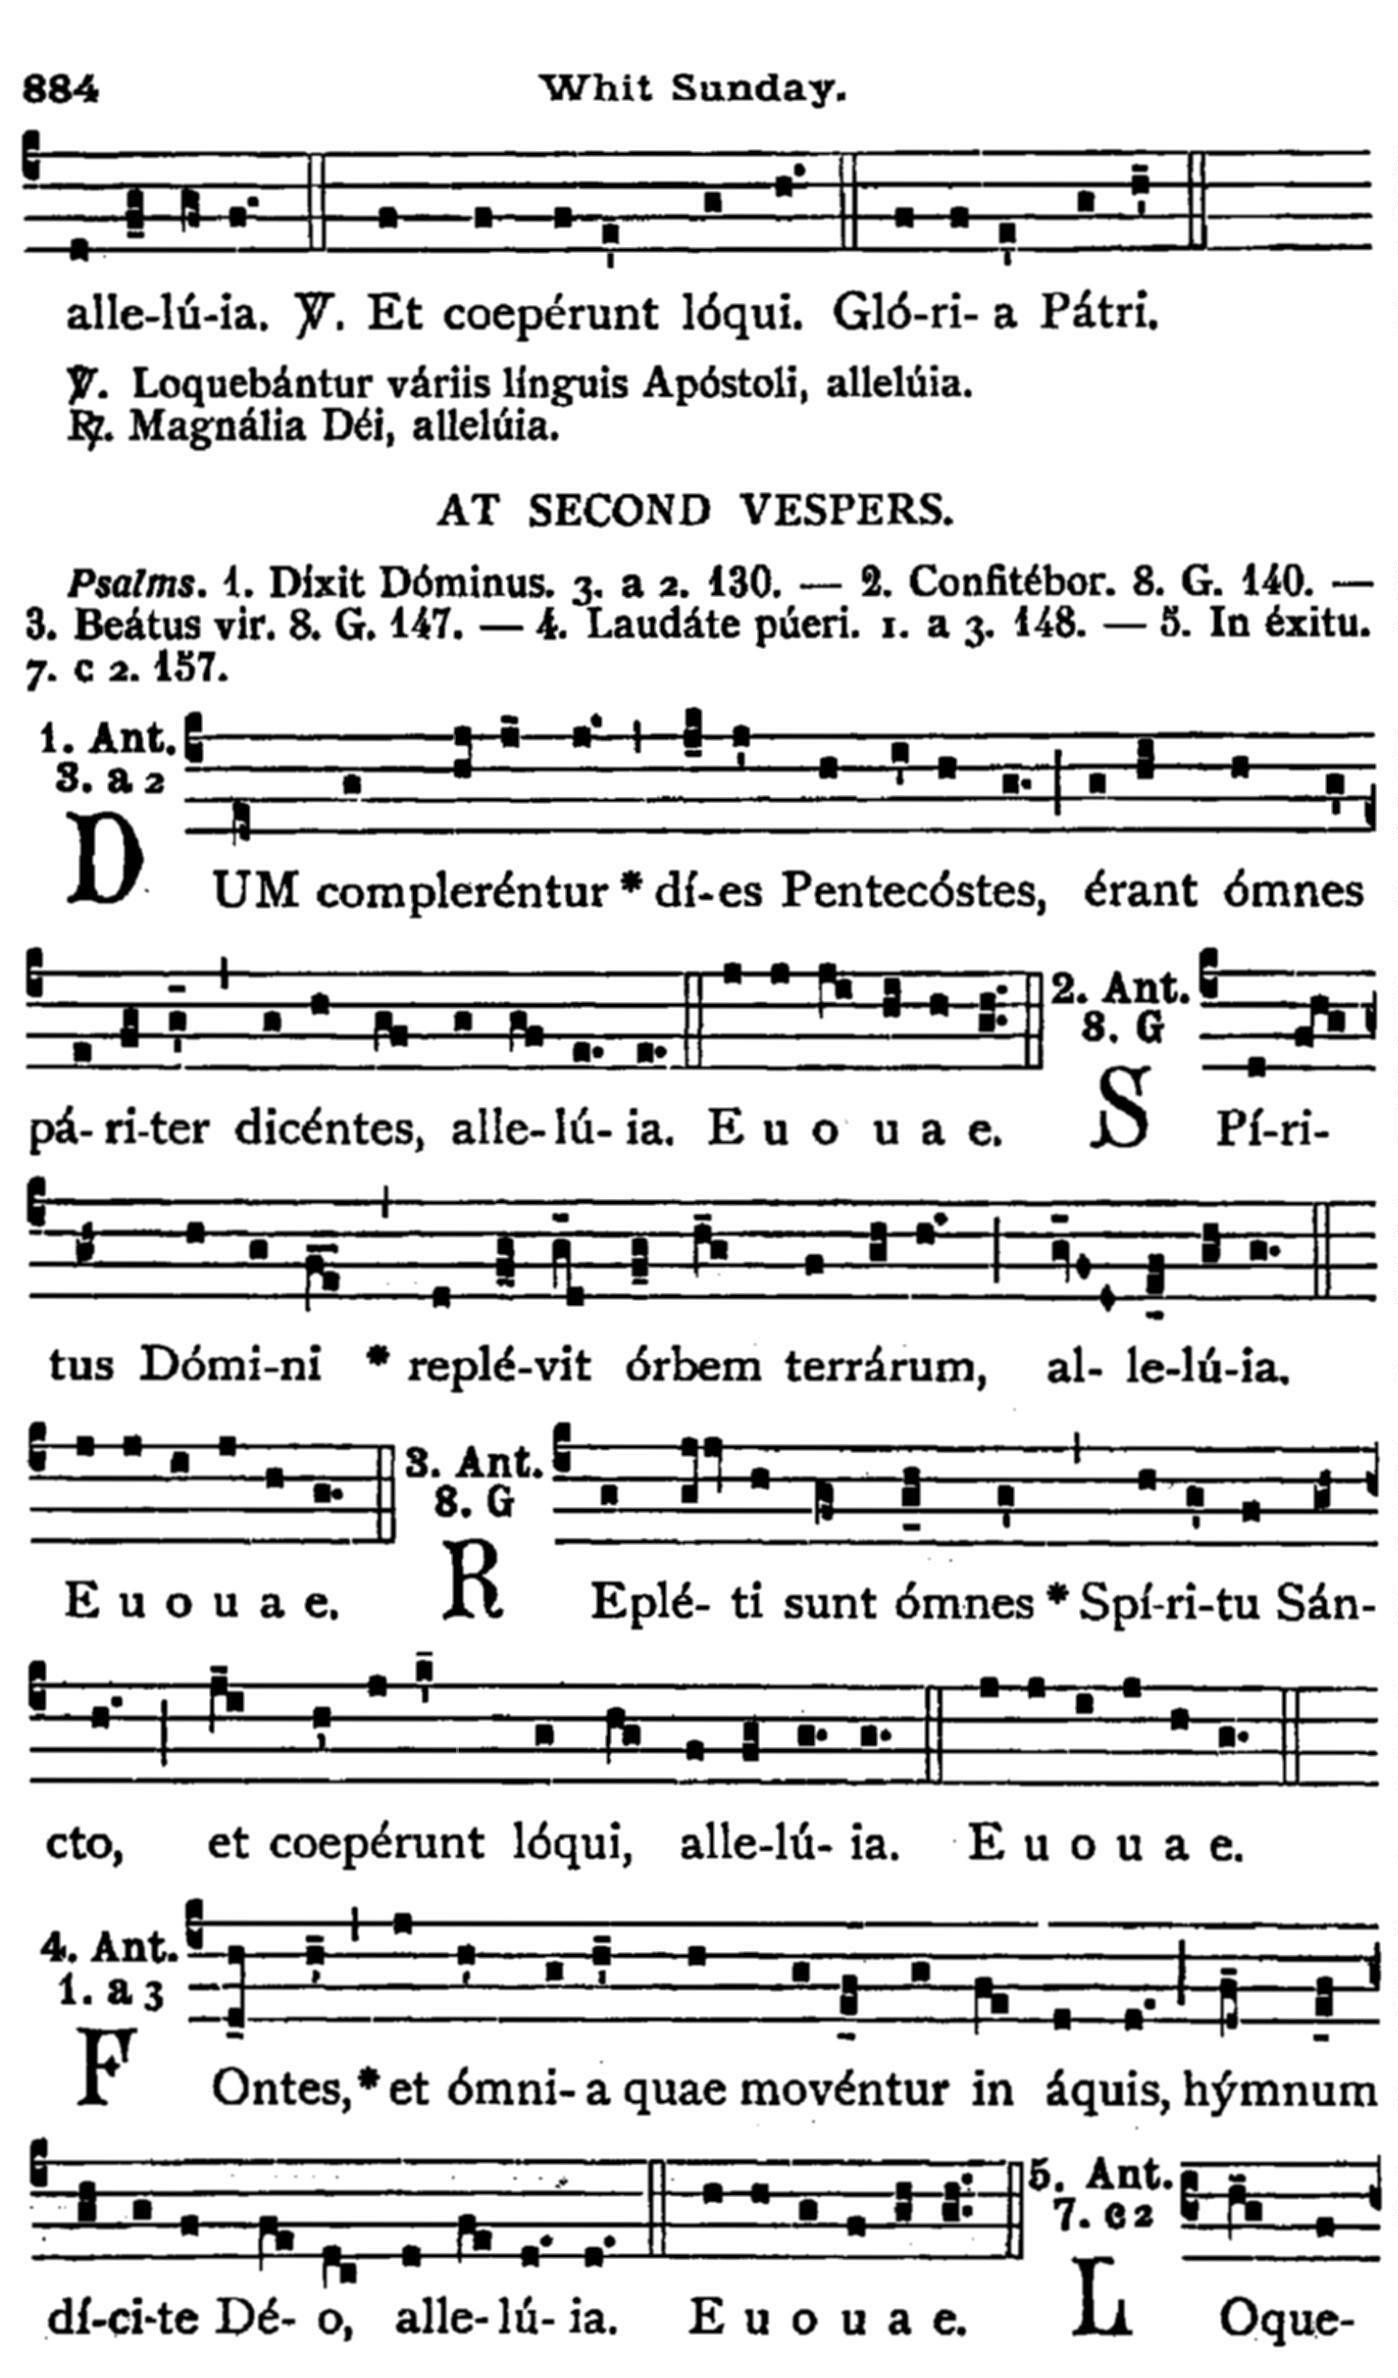 884 Whit Sunday.
alle-lú-ia. ℣. Et coepérunt lóqui. Gló-ri- a Pátri.
℣. Loquebántur váriis línguis Apóstoli, allelúia.
℟. Magnália Déi, allelúia.
AT SECOND VESPERS.
Psalms. 1. Díxit Dóminus. 3. a 2. 130. — 2. Confitébor. 8. G. 140. —
3. Beátus vir. 8. G. 147. — 4. Laudáte púeri. 1. a 3. 148. — 5. In éxitu.
7. c 2. 157.
1. Ant.
3. a 2
DUM compleréntur * dí-es Pentecóstes, érant ómnes
2. Ant.
8. G
pá- ri-ter dicéntes, alle-lú- ia. E u o u a e. SPí-ri-
tus Dómi-ni * replé-vit órbem terrárum, al- le-lú-ia.
3. Ant.
8. G
E u o u a e. REplé- ti sunt ómnes * Spí-ri-tu Sán-
cto, et coepérunt lóqui, alle-lú- ia. E u o u a e.
4. Ant.
1. a 3
FOntes, * et ómni- a quae movéntur in áquis, hýmnum
5. Ant.
7. c 2
dí-ci-te Dé- o, alle- lú- ia. E u o u a e. LOque-